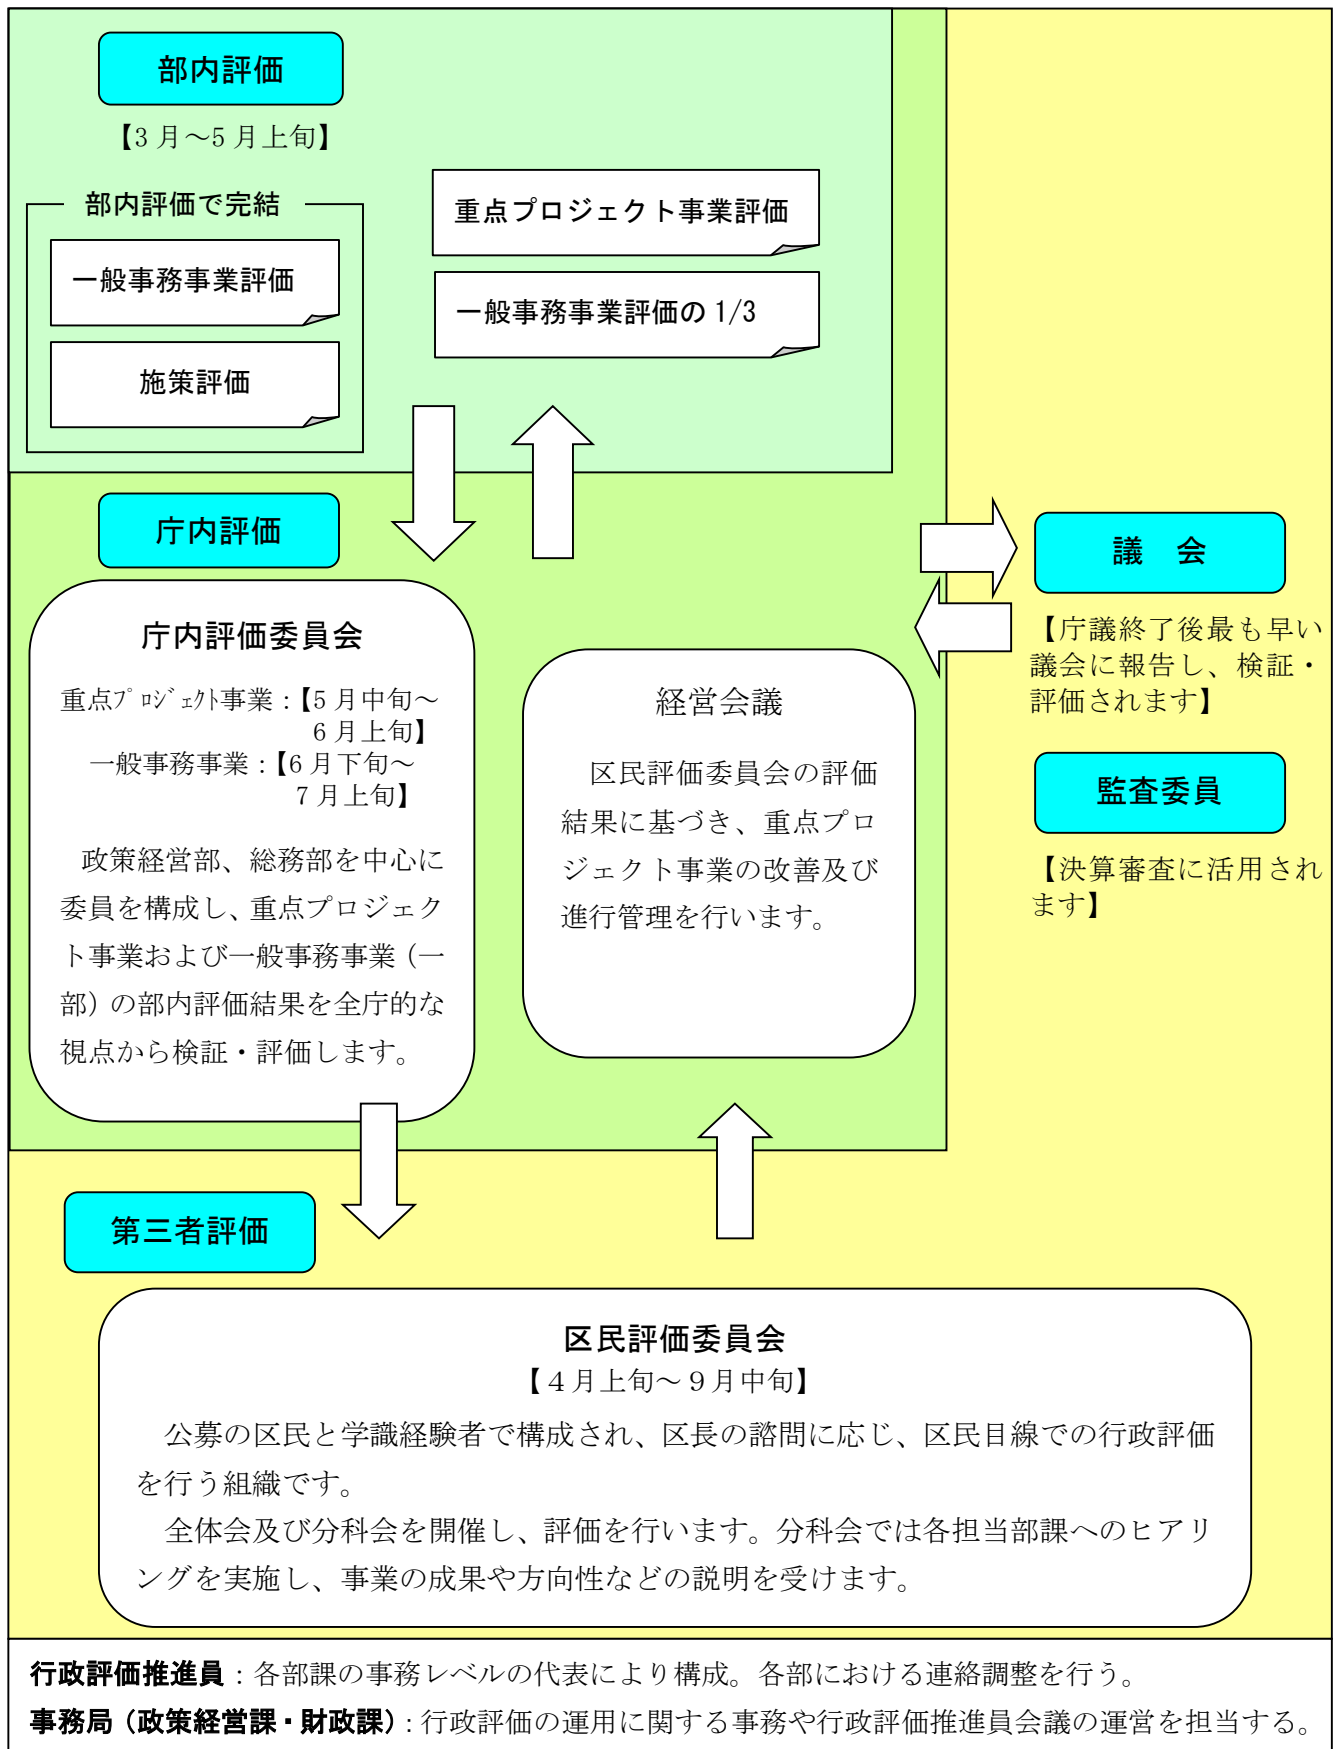 部内評価
【3月～5月上旬】
部内評価で完結
一般事務事業評価
施策評価
重点プロジェクト事業評価
一般事務事業評価の 1/3
庁内評価
庁内評価委員会
重点ﾌﾟﾛｼﾞｪｸﾄ事業：【5月中旬～
6月上旬】
一般事務事業：【6月下旬～
7月上旬】
政策経営部、総務部を中心に
委員を構成し、重点プロジェク
ト事業および一般事務事業（一
部）の部内評価結果を全庁的な
視点から検証・評価します。
経営会議
区民評価委員会の評価
結果に基づき、重点プロ
ジェクト事業の改善及び
進行管理を行います。
議　会
【庁議終了後最も早い
議会に報告し、検証・
評価されます】
監査委員
【決算審査に活用され
ます】
第三者評価
区民評価委員会
【４月上旬～９月中旬】
公募の区民と学識経験者で構成され、区長の諮問に応じ、区民目線での行政評価
を行う組織です。
全体会及び分科会を開催し、評価を行います。分科会では各担当部課へのヒアリ
ングを実施し、事業の成果や方向性などの説明を受けます。
行政評価推進員：各部課の事務レベルの代表により構成。各部における連絡調整を行う。
事務局（政策経営課・財政課）：行政評価の運用に関する事務や行政評価推進員会議の運営を担当する。